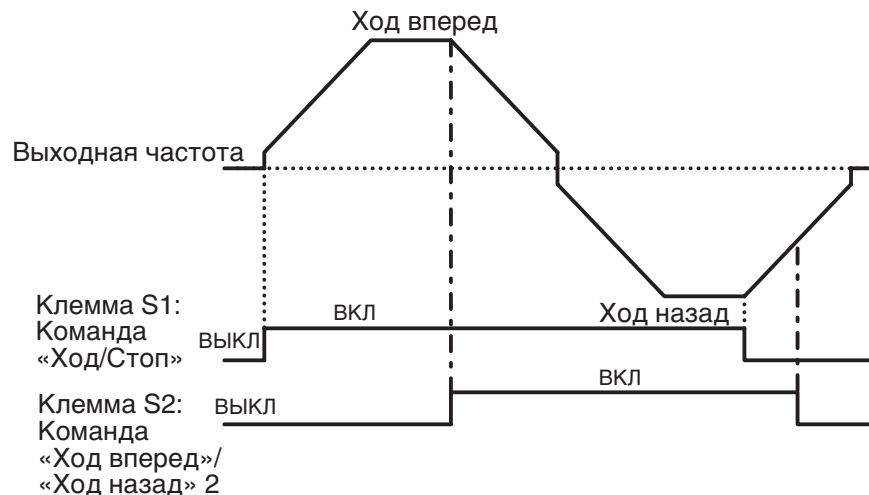 Ход вперед
Выходная частота
Клемма S1:
Команда
«Ход/Стоп»
ВЫКЛ
ВКЛ
Ход назад
Клемма S2:
Команда
«Ход вперед»/
«Ход назад» 2
ВЫКЛ
ВКЛ